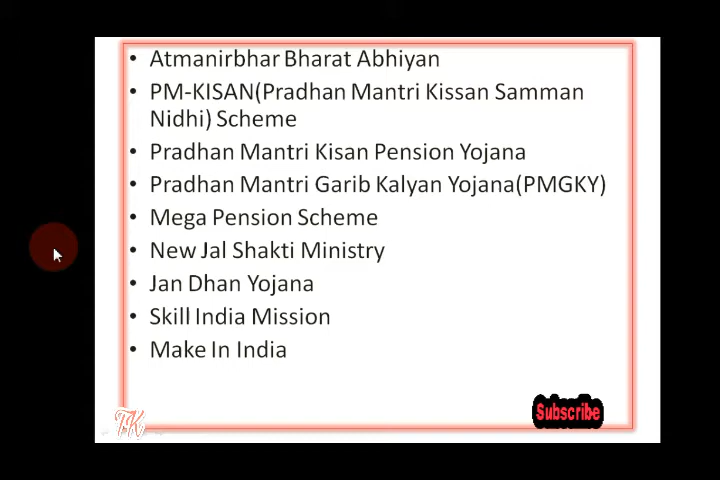 • Atmanirbhar Bharat Abhiyan
• PM-KISAN(Pradhan Mantri Kissan Samman
Nidhi) Scheme
• Pradhan Mantri Kisan Pension Yojana
• Pradhan Mantri Garib Kalyan Yojana(PMGKY)
• Mega Pension Scheme
• New Jal Shakti Ministry
• Jan Dhan Yojana
• Skill India Mission
• Make In India
Subscribe
TK